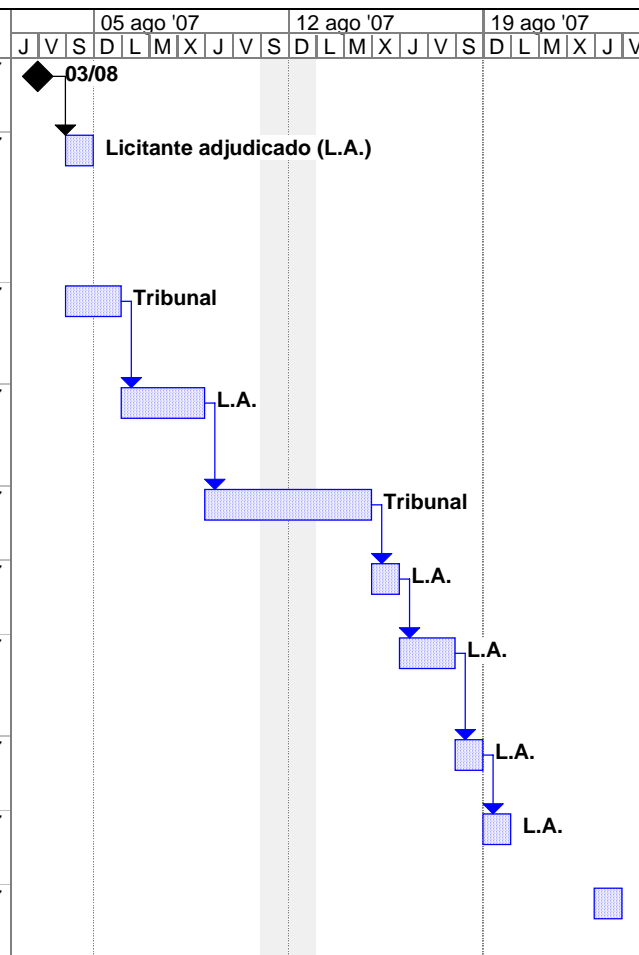 05 ago '07 12 ago '07 19 ago '07
J V S D L M X J V S D L M X J V S D L M X J V
03/08
Licitante adjudicado (L.A.)
Tribunal
L.A.
Tribunal
L.A.
L.A.
L.A.
L.A.